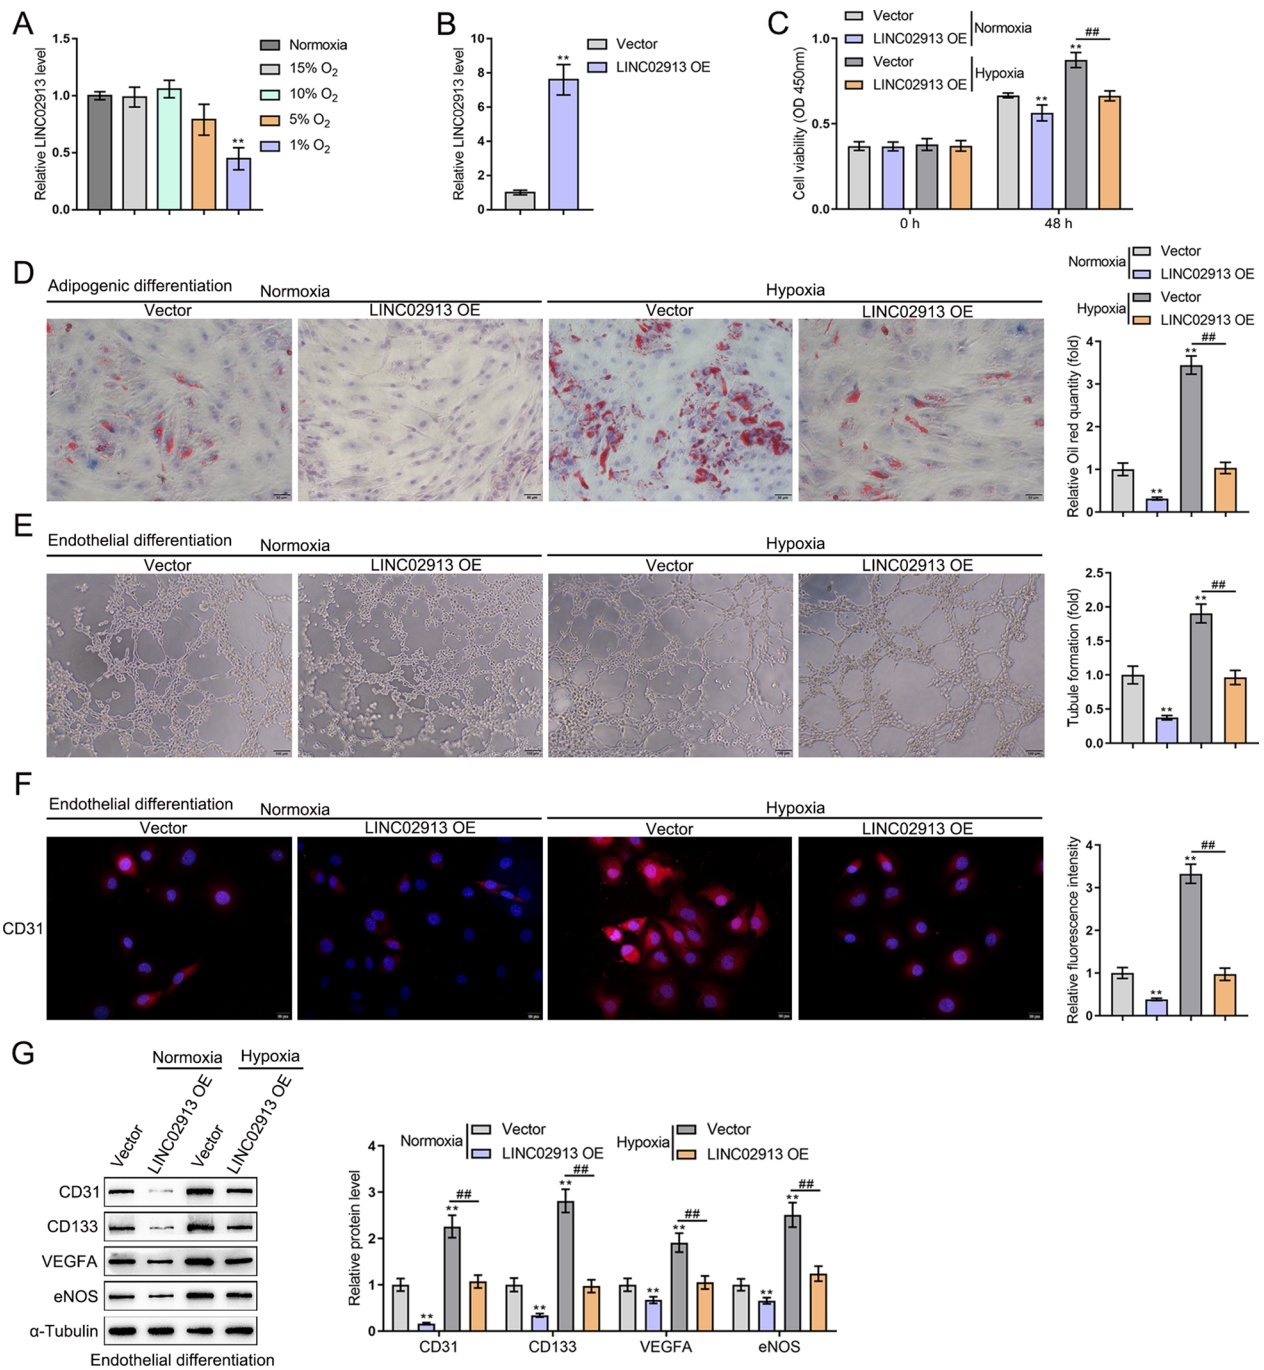 A
Relative LINC02913 level
1.5
1.0
0.5
0.0
**
Normoxia
15% O2
10% O2
5% O2
1% O2
B
Relative LINC02913 level
10
8
6
4
2
0
**
Vector
LINC02913 OE
C
Vector
LINC02913 OE
Normoxia
Vector
LINC02913 OE
Hypoxia
Cell viability (OD 450nm)
1.0
0.5
0.0
**
**
##
0 h
48 h
D
Adipogenic differentiation
Normoxia
Hypoxia
Vector
LINC02913 OE
Vector
LINC02913 OE
Normoxia
Vector
LINC02913 OE
Hypoxia
Vector
LINC02913 OE
Relative Oil red quantity (fold)
4
3
2
1
0
**
**
##
E
Endothelial differentiation
Normoxia
Hypoxia
Vector
LINC02913 OE
Vector
LINC02913 OE
Tubule formation (fold)
2.5
2.0
1.5
1.0
0.5
0.0
**
**
##
F
Endothelial differentiation
Normoxia
Hypoxia
Vector
LINC02913 OE
Vector
LINC02913 OE
CD31
Relative fluorescence intensity
4
3
2
1
0
**
**
##
G
Normoxia
Hypoxia
Vector
LINC02913 OE
Vector
LINC02913 OE
CD31
CD133
VEGFA
eNOS
α-Tubulin
Endothelial differentiation
Normoxia
Vector
LINC02913 OE
Hypoxia
Vector
LINC02913 OE
Relative protein level
4
3
2
1
0
**
**
##
**
**
##
**
**
##
**
**
##
CD31
CD133
VEGFA
eNOS